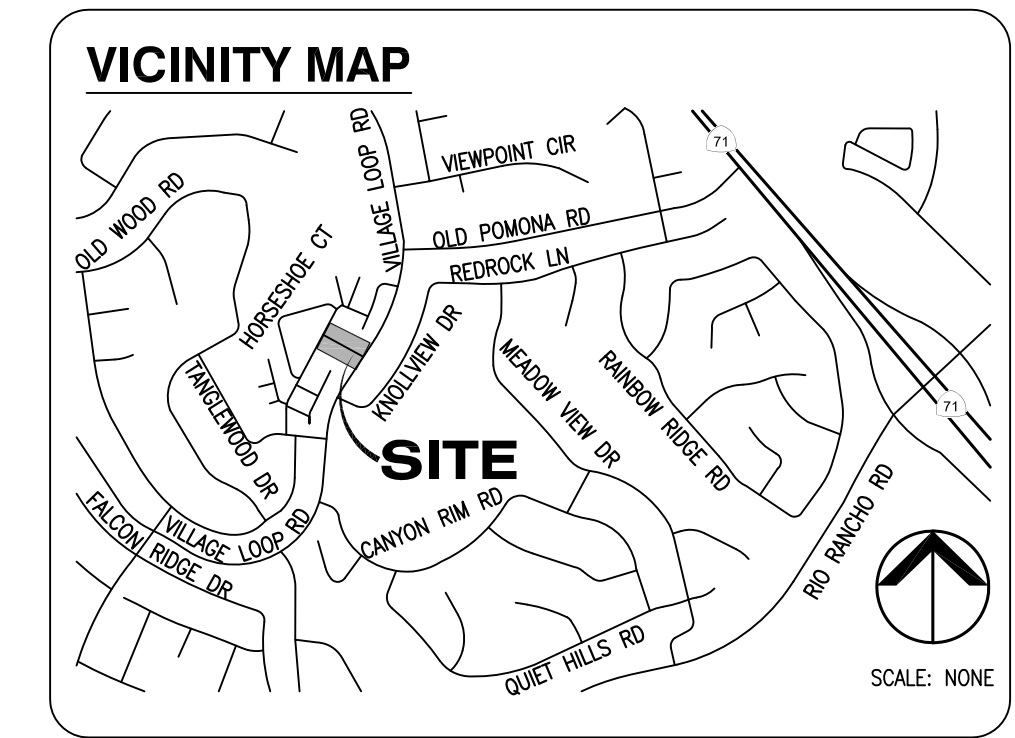 VICINITY MAP
VILLAGE LOOP RD
VIEWPOINT CIR
71
OLD WOOD RD
OLD POMONA RD
HORSESHOE CT
REDROCK LN
KNOLLVIEW DR
MEADOW VIEW DR
RAINBOW RIDGE RD
TANGLEWOOD DR
71
SITE
CANYON RIM RD
RIO RANCHO RD
VILLAGE LOOP RD
FALCON RIDGE DR
QUIET HILLS RD
SCALE: NONE